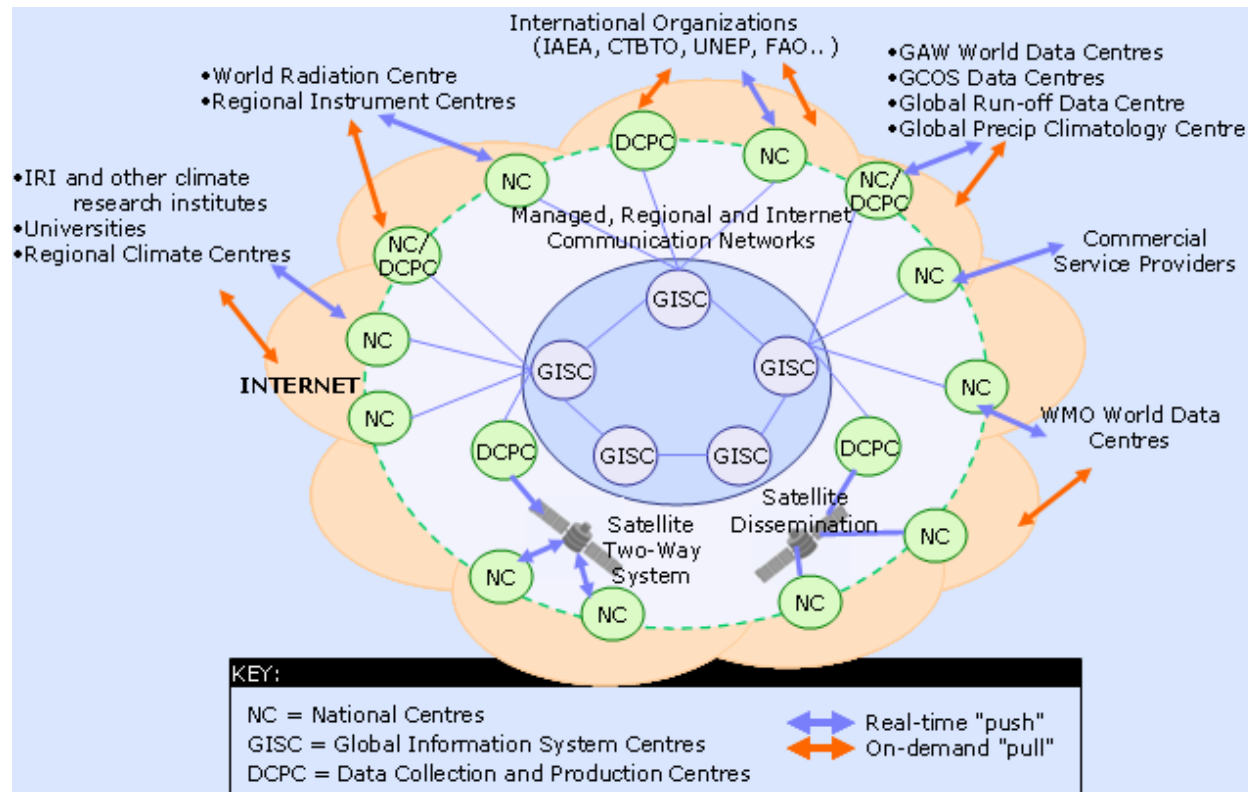 International Organizations
(IAEA, CTBTO, UNEP, FAO.. )
•World Radiation Centre
•Regional Instrument Centres
•GAW World Data Centres
•GCOS Data Centres
•Global Run-off Data Centre
•Global Precip Climatology Centre
•IRI and other climate
research institutes
•Universities
•Regional Climate Centres
DCPC
NC
NC
NC/
DCPC
NC/
DCPC
Managed, Regional and Internet
Communication Networks
NC
Commercial
Service Providers
GISC
NC
GISC
GISC
INTERNET
NC
NC
WMO World Data
Centres
DCPC
GISC
GISC
DCPC
Satellite
Two-Way
System
Satellite
Dissemination
NC
NC
NC
NC
KEY:
NC = National Centres
GISC = Global Information System Centres
DCPC = Data Collection and Production Centres
Real-time "push"
On-demand "pull"